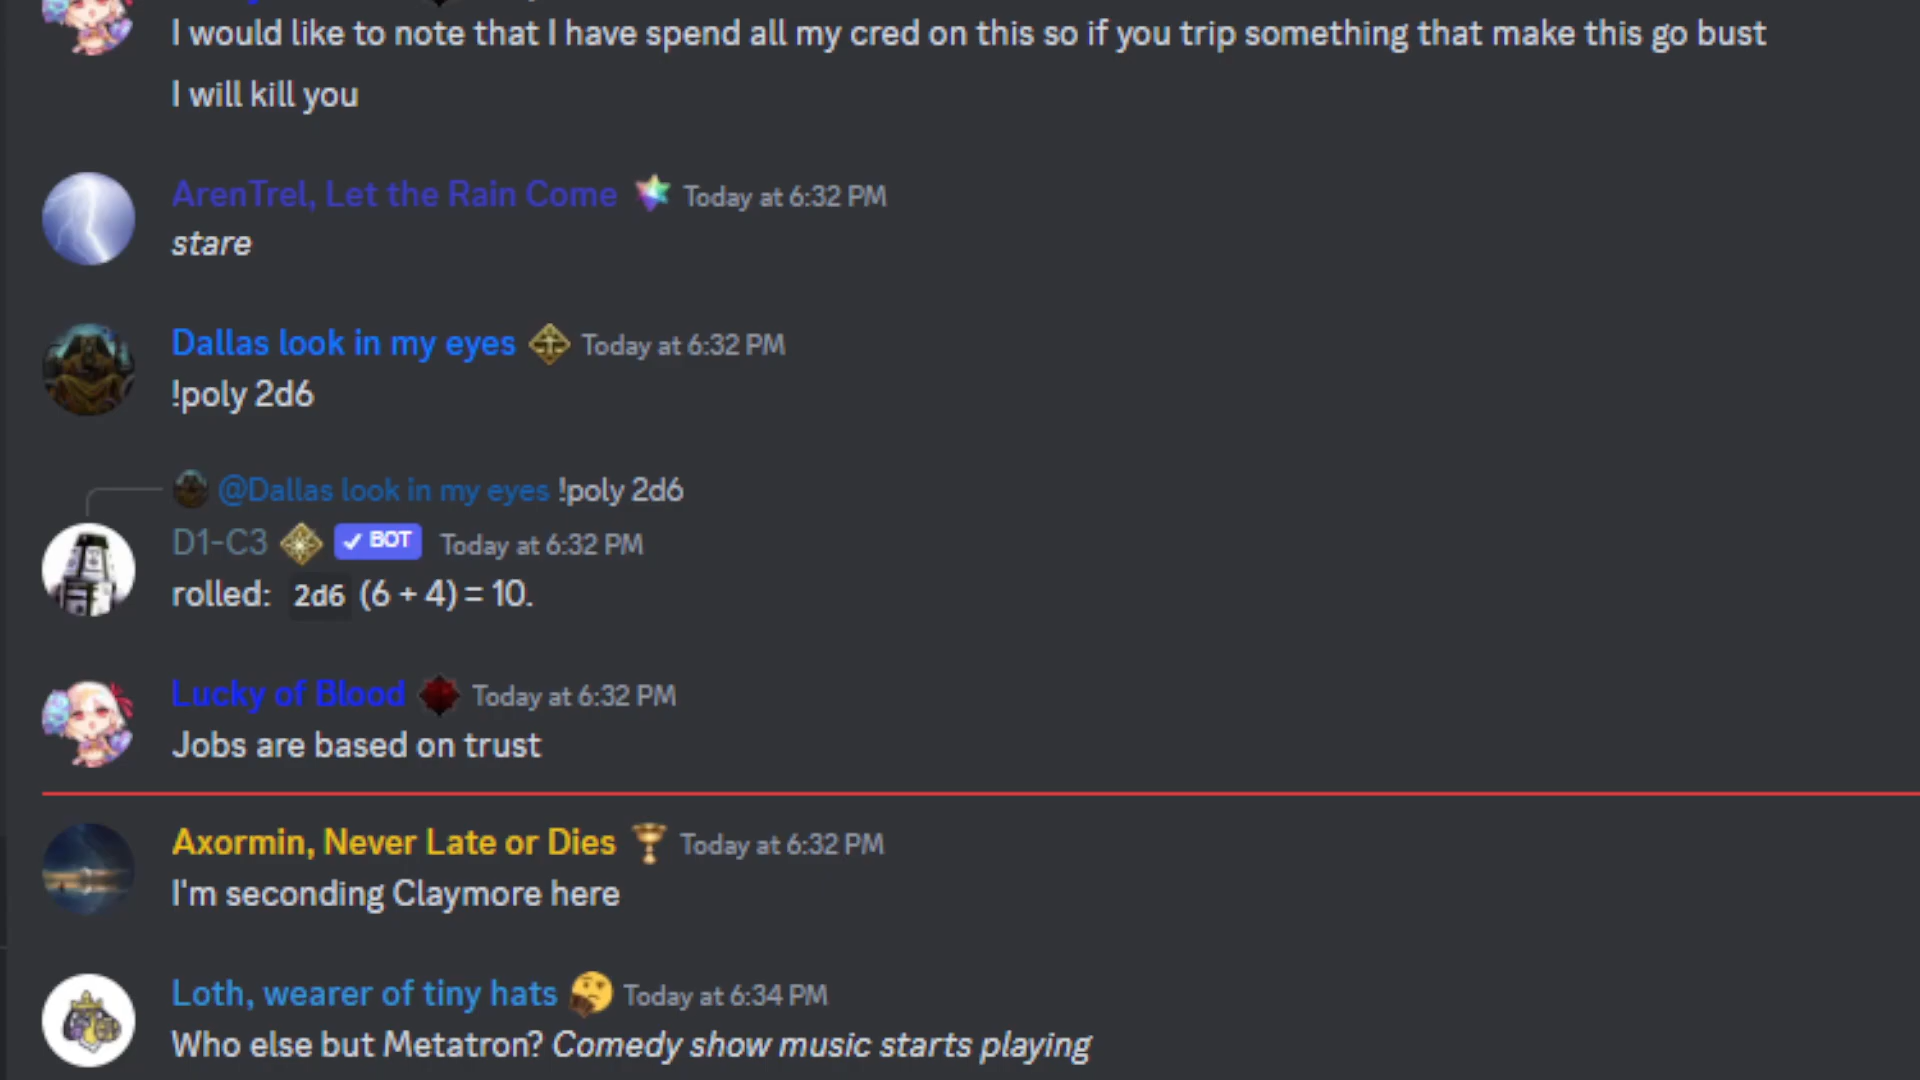 I would like to note that I have spend all my cred on this so if you trip something that make this go bust
I will kill you
ArenTrel, Let the Rain Come Today at 6:32 PM
stare
Dallas look in my eyes Today at 6:32 PM
!poly 2d6
@Dallas look in my eyes !poly 2d6
D1-C3 BOT Today at 6:32 PM
rolled: 2d6 (6 + 4) = 10.
Lucky of Blood Today at 6:32 PM
Jobs are based on trust
Axormin, Never Late or Dies Today at 6:32 PM
I'm seconding Claymore here
Loth, wearer of tiny hats Today at 6:34 PM
Who else but Metatron? Comedy show music starts playing